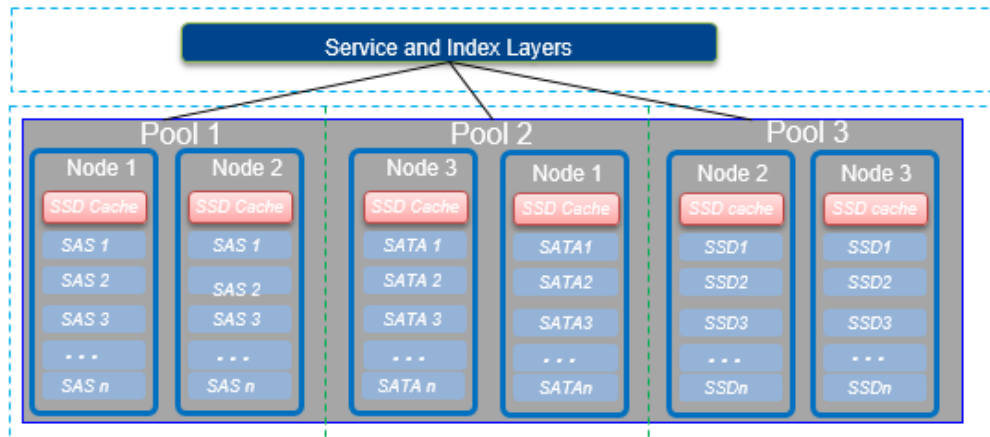 Service and Index Layers
Pool 1
Node 1
SSD Cache
SAS 1
SAS 2
SAS 3
...
SAS n
Node 2
SSD Cache
SAS 1
SAS 2
SAS 3
...
SAS n
Pool 2
Node 3
SSD Cache
SATA 1
SATA 2
SATA 3
...
SATA n
Node 1
SSD Cache
SATA1
SATA2
SATA3
...
SATAn
Pool 3
Node 2
SSD cache
SSD1
SSD2
SSD3
...
SSDn
Node 3
SSD cache
SSD1
SSD2
SSD3
...
SSDn